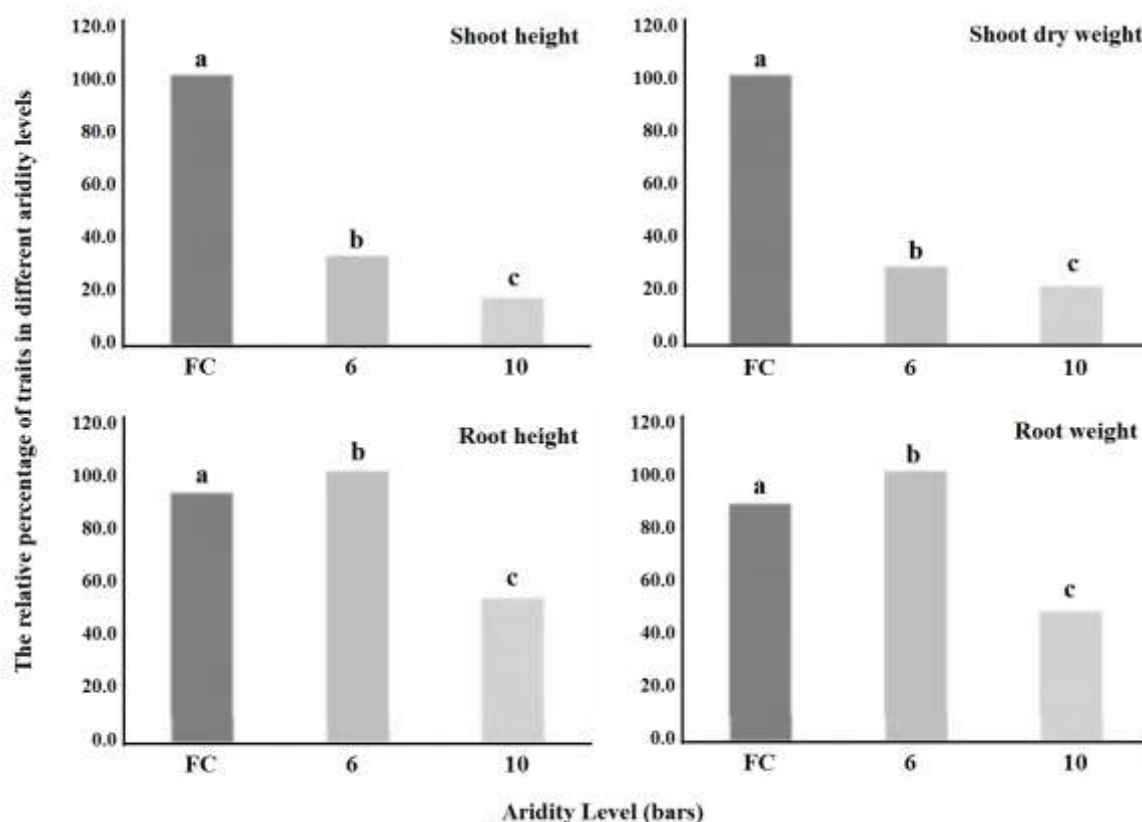 The relative percentage of traits in different aridity levels
Shoot height
120.0
100.0
80.0
60.0
40.0
20.0
0.0
a
b
c
FC 6 10
Shoot dry weight
120.0
100.0
80.0
60.0
40.0
20.0
0.0
a
b
c
FC 6 10
Root height
120.0
100.0
80.0
60.0
40.0
20.0
0.0
a
b
c
FC 6 10
Root weight
120.0
100.0
80.0
60.0
40.0
20.0
0.0
a
b
c
FC 6 10
Aridity Level (bars)